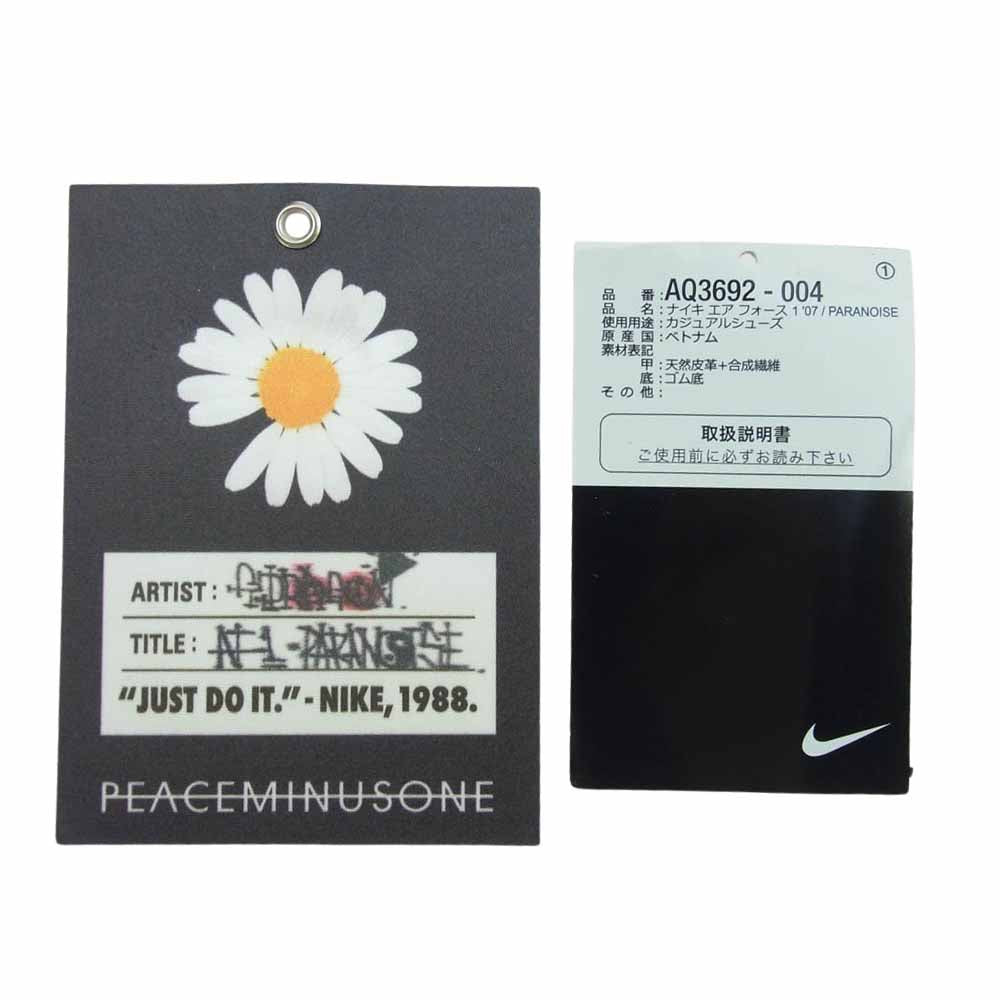 ARTIST : G-DRAGON
TITLE : AF1-PARANOISE
“JUST DO IT.” - NIKE, 1988.
PEACEMINUSONE
①
品 番 : AQ3692 - 004
品 名 : ナイキ エア フォース 1 '07 / PARANOISE
使用用途 : カジュアルシューズ
原 産 国 : ベトナム
素材表記
甲 : 天然皮革+合成繊維
底 : ゴム底
そ の 他 :
取扱説明書
ご使用前に必ずお読み下さい